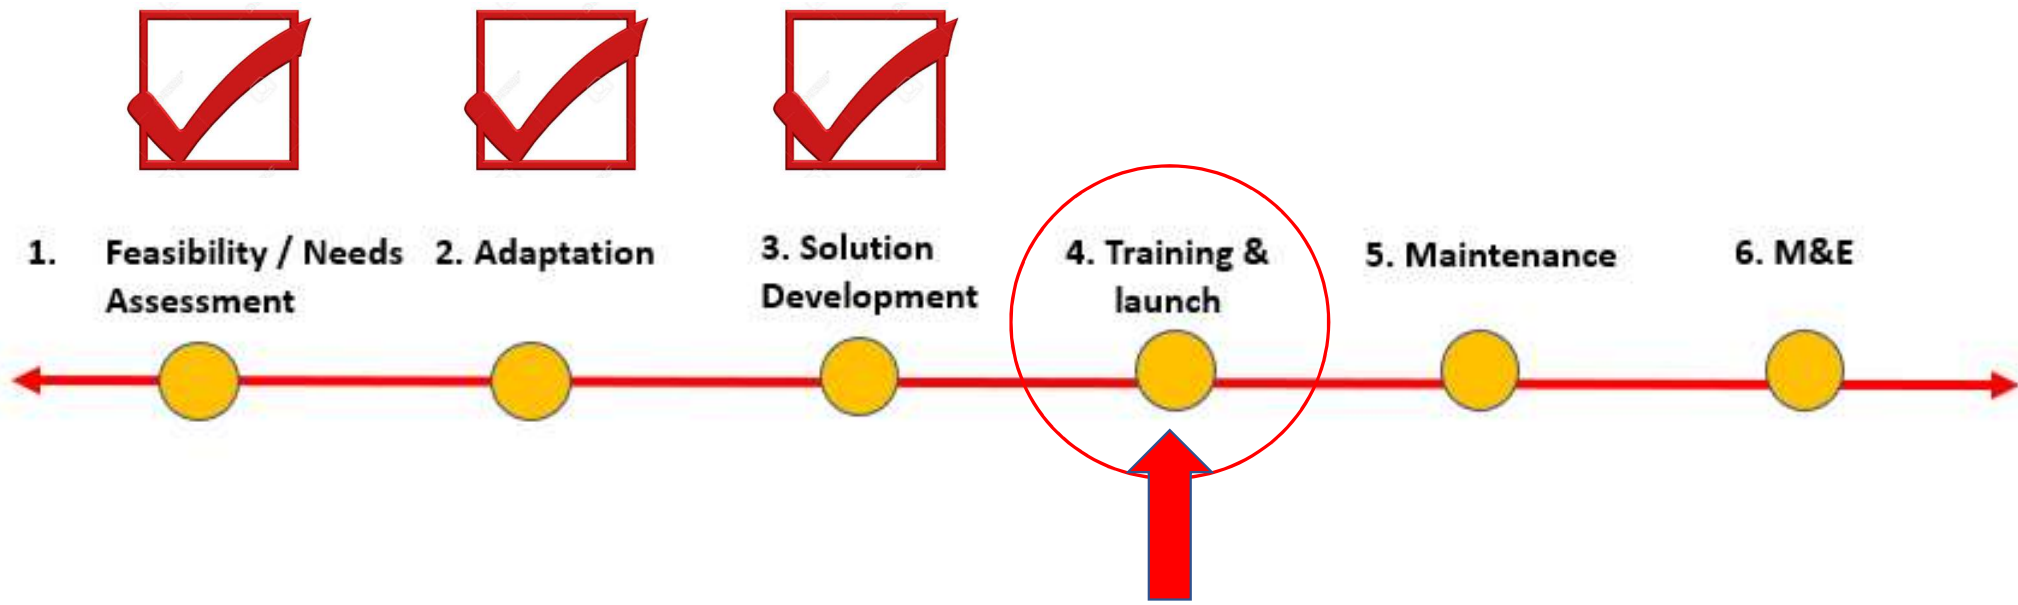 1. Feasibility / Needs
Assessment
2. Adaptation
3. Solution
Development
4. Training &
launch
5. Maintenance
6. M&E